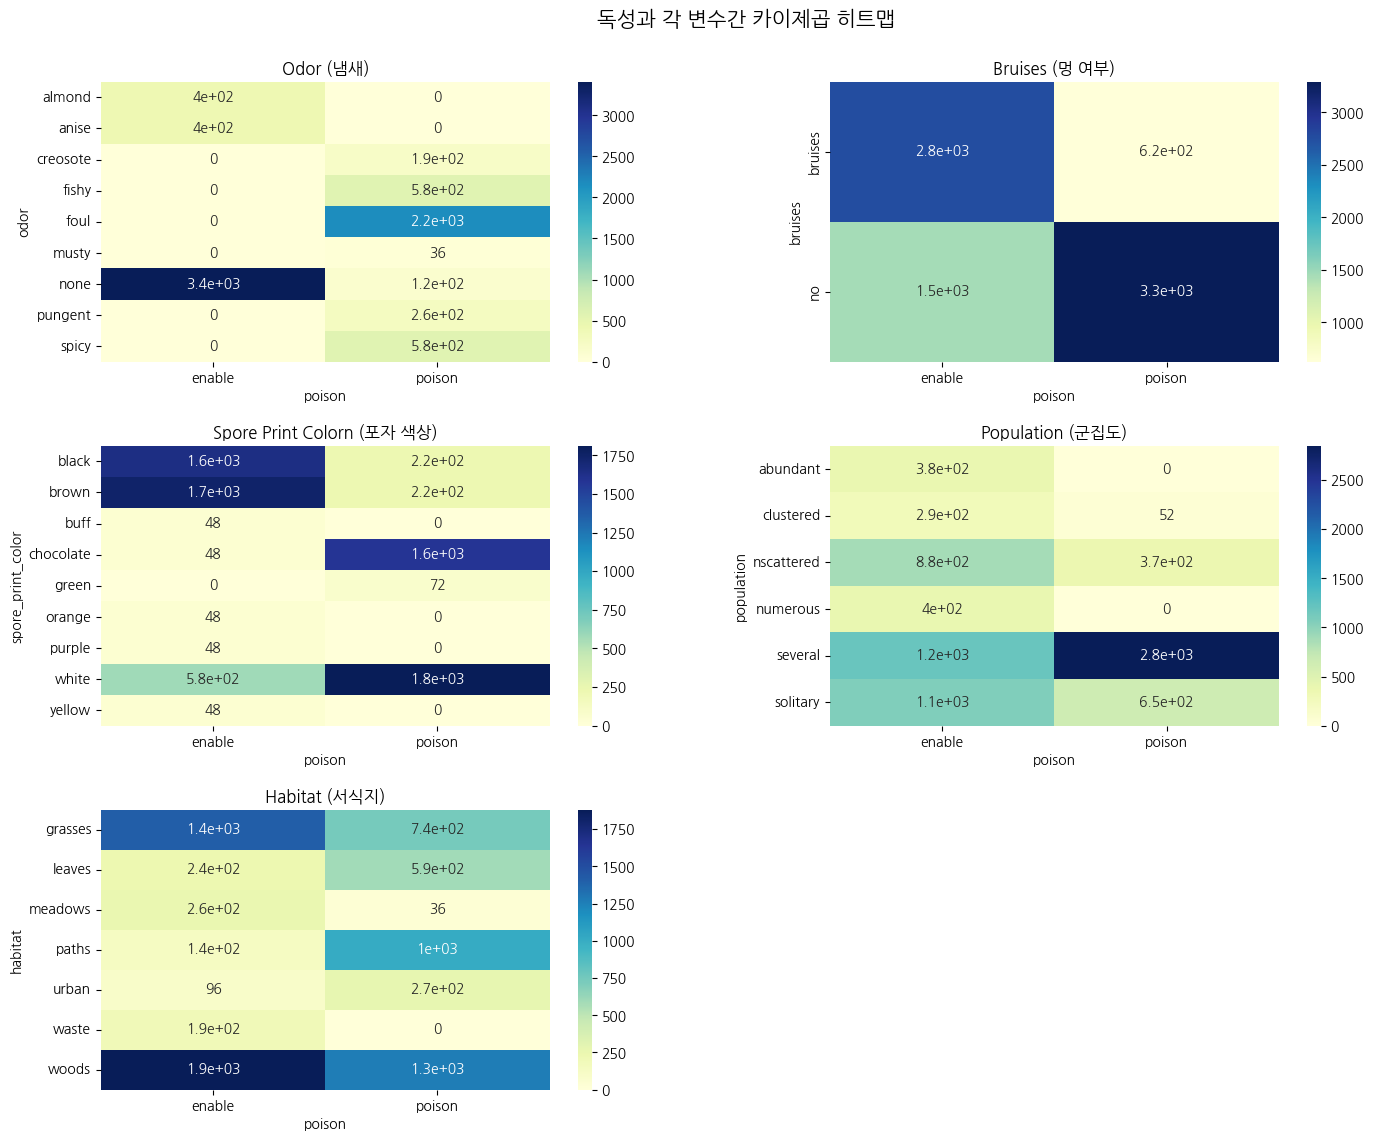 독성과 각 변수간 카이제곱 히트맵
Odor (냄새)
odor
almond 4e+02 0
anise 4e+02 0
creosote 0 1.9e+02
fishy 0 5.8e+02
foul 0 2.2e+03
musty 0 36
none 3.4e+03 1.2e+02
pungent 0 2.6e+02
spicy 0 5.8e+02
enable poison
poison
3000
2500
2000
1500
1000
500
0
Bruises (멍 여부)
bruises
bruises 2.8e+03 6.2e+02
no 1.5e+03 3.3e+03
enable poison
poison
3000
2500
2000
1500
1000
Spore Print Colorn (포자 색상)
spore_print_color
black 1.6e+03 2.2e+02
brown 1.7e+03 2.2e+02
buff 48 0
chocolate 48 1.6e+03
green 0 72
orange 48 0
purple 48 0
white 5.8e+02 1.8e+03
yellow 48 0
enable poison
poison
1750
1500
1250
1000
750
500
250
0
Population (군집도)
population
abundant 3.8e+02 0
clustered 2.9e+02 52
nscattered 8.8e+02 3.7e+02
numerous 4e+02 0
several 1.2e+03 2.8e+03
solitary 1.1e+03 6.5e+02
enable poison
poison
2500
2000
1500
1000
500
0
Habitat (서식지)
habitat
grasses 1.4e+03 7.4e+02
leaves 2.4e+02 5.9e+02
meadows 2.6e+02 36
paths 1.4e+02 1e+03
urban 96 2.7e+02
waste 1.9e+02 0
woods 1.9e+03 1.3e+03
enable poison
poison
1750
1500
1250
1000
750
500
250
0